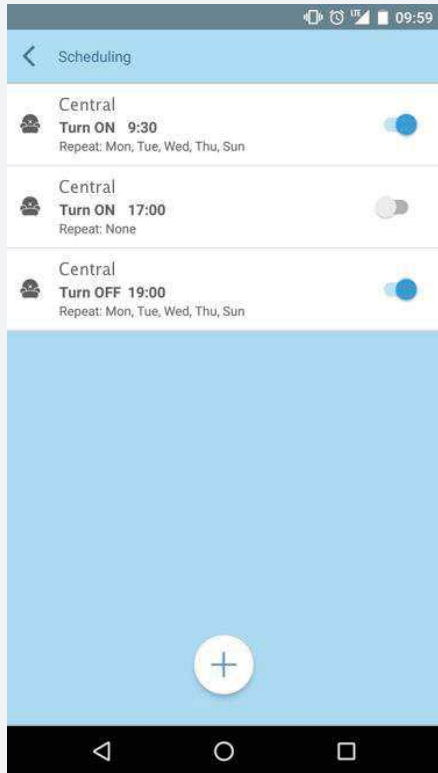 LTE 09:59
Scheduling
Central
Turn ON 9:30
Repeat: Mon, Tue, Wed, Thu, Sun
Central
Turn ON 17:00
Repeat: None
Central
Turn OFF 19:00
Repeat: Mon, Tue, Wed, Thu, Sun